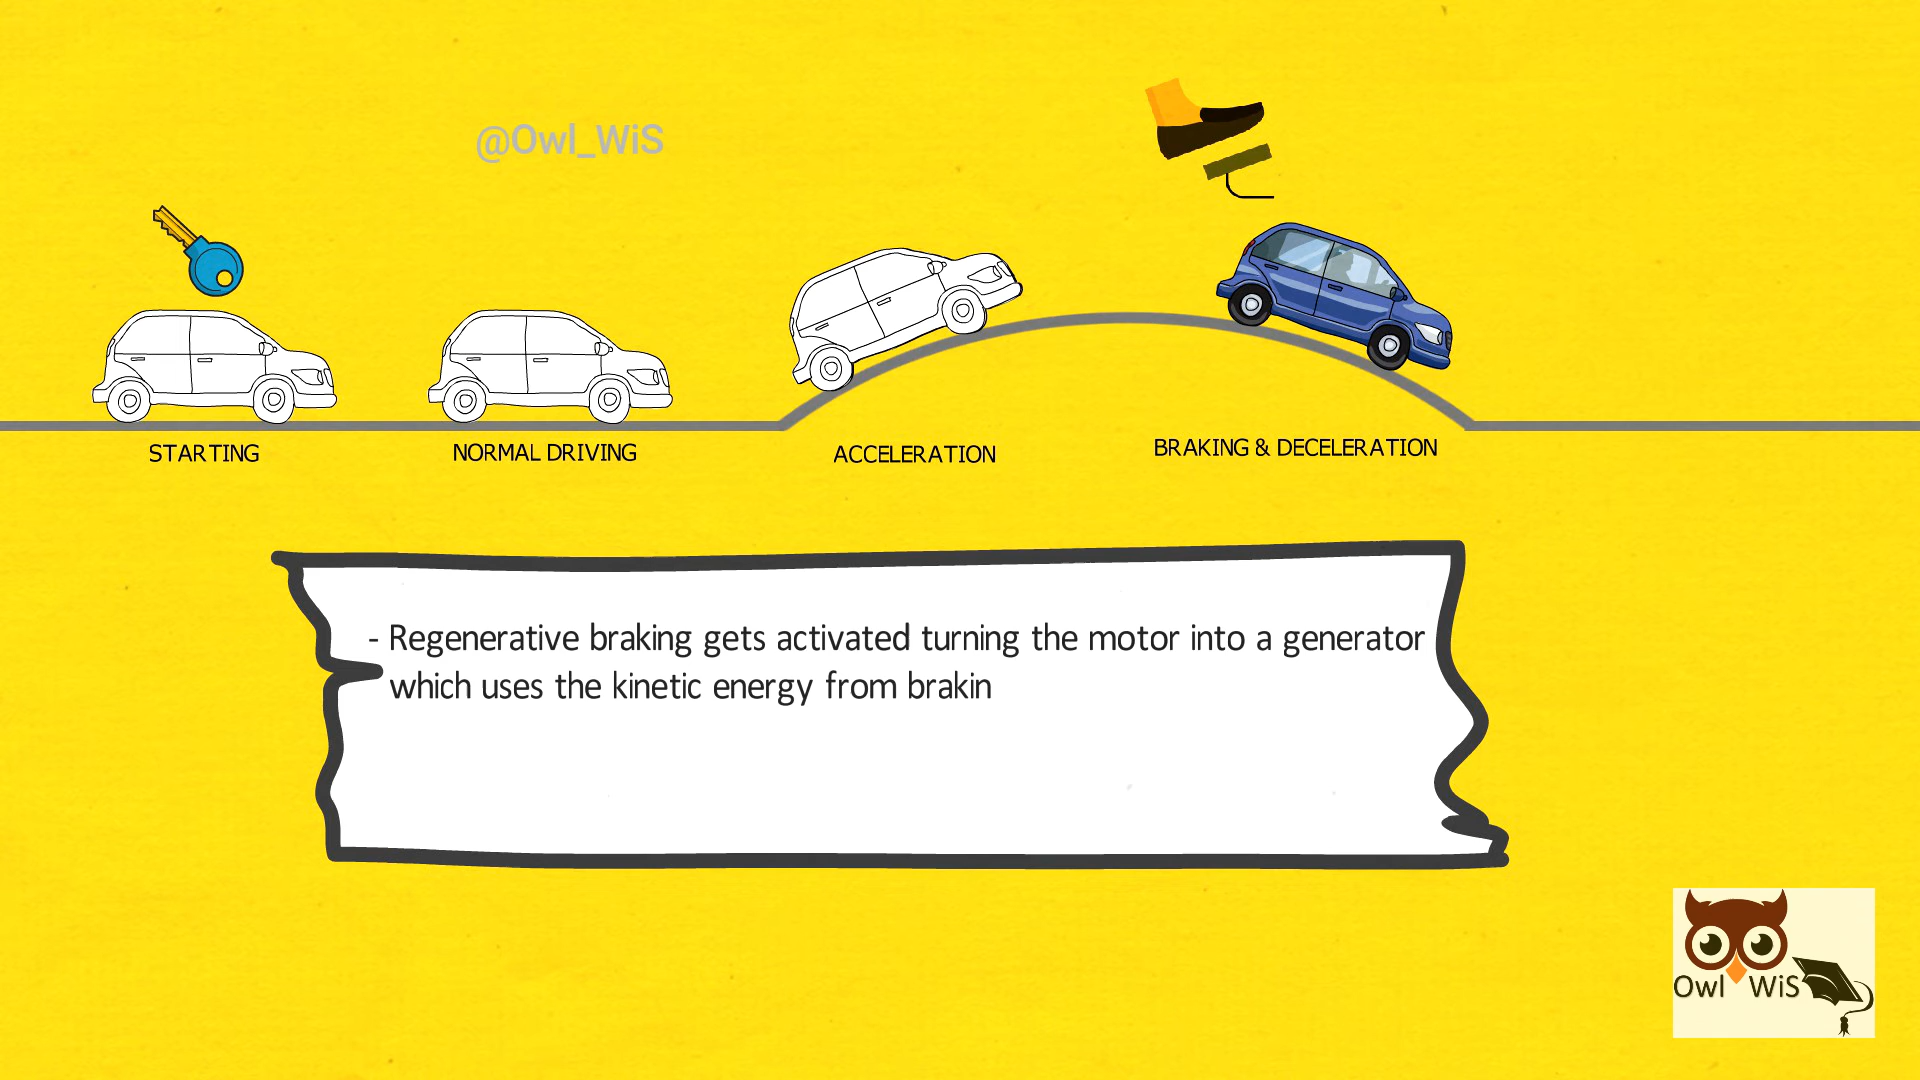 @Owl_WiS
STARTING
NORMAL DRIVING
ACCELERATION
BRAKING & DECELERATION
- Regenerative braking gets activated turning the motor into a generator
which uses the kinetic energy from brakin
Owl WiS